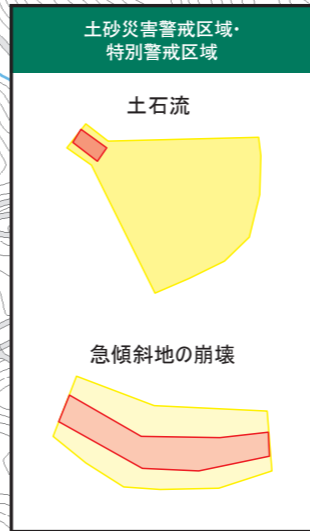 土砂災害警戒区域・
特別警戒区域
土石流
急傾斜地の崩壊